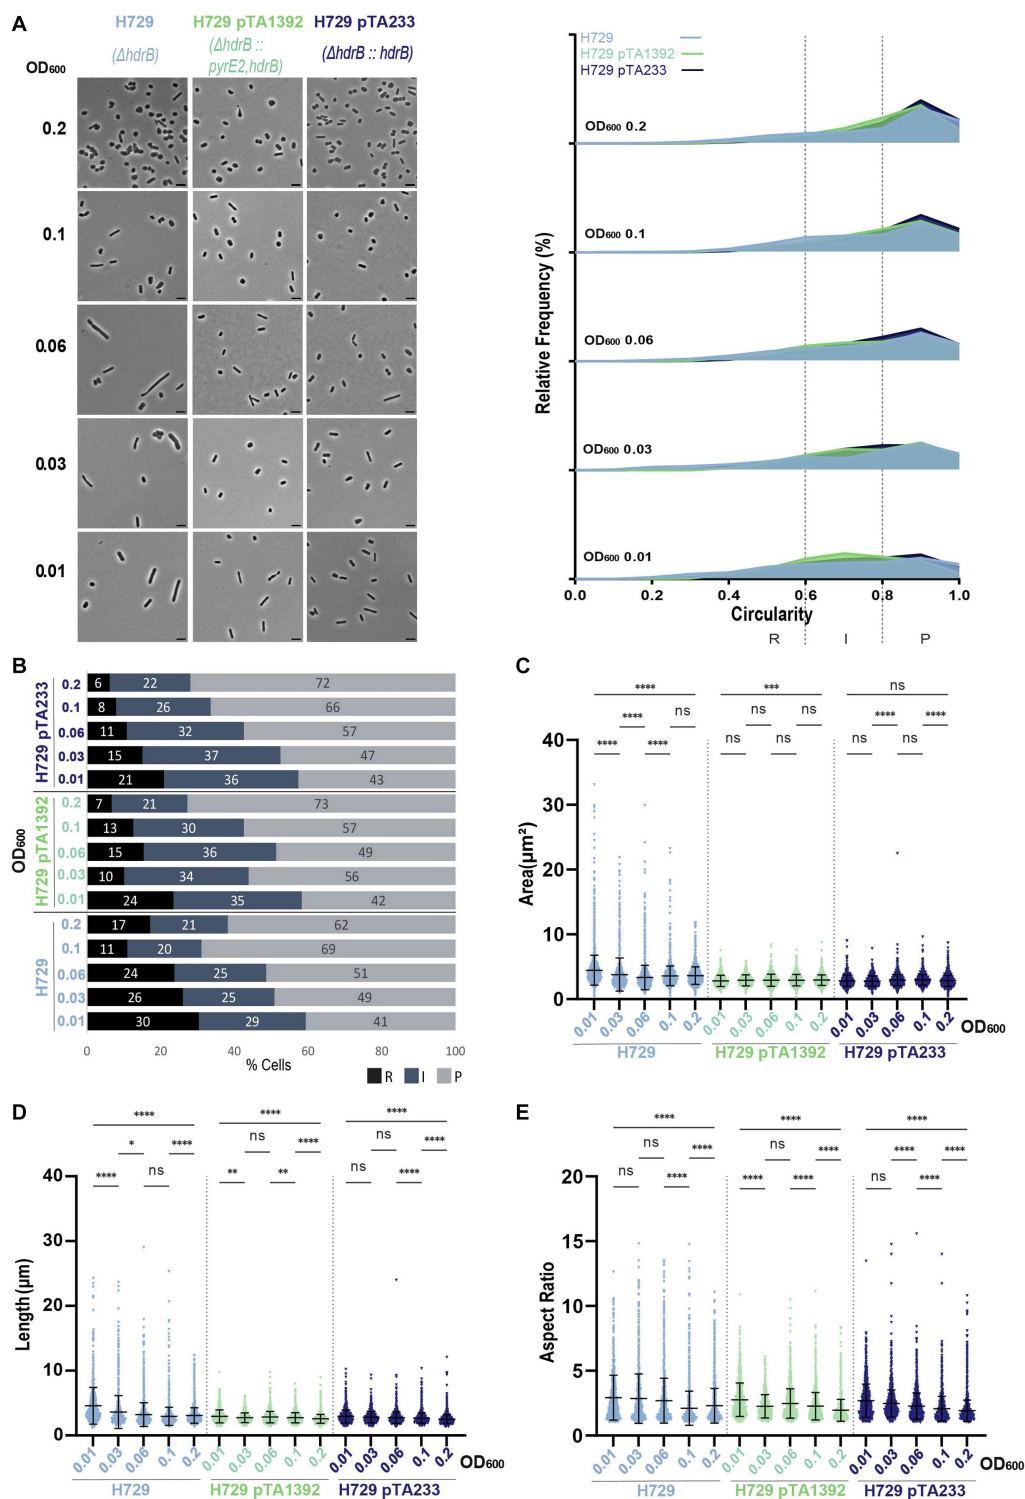 A
H729 H729 pTA1392 H729 pTA233
(ΔhdrB) (ΔhdrB :: (ΔhdrB :: hdrB)
pyrE2,hdrB)
OD600
0.2
0.1
0.06
0.03
0.01
H729
H729 pTA1392
H729 pTA233
OD600 0.2
OD600 0.1
OD600 0.06
OD600 0.03
OD600 0.01
Relative Frequency (%)
0.0 0.2 0.4 0.6 0.8 1.0
Circularity
R I P
B
OD600
H729 pTA233
0.2 6 22 72
0.1 8 26 66
0.06 11 32 57
0.03 15 37 47
0.01 21 36 43
H729 pTA1392
0.2 7 21 73
0.1 13 30 57
0.06 15 36 49
0.03 10 34 56
0.01 24 35 42
H729
0.2 17 21 62
0.1 11 20 69
0.06 24 25 51
0.03 26 25 49
0.01 30 29 41
0 20 40 60 80 100
% Cells
R I P
C
**** *** ns
**** ns ns ns **** ****
**** **** ns ns ns ns
Area(µm²)
40
30
20
10
0
0.01 0.03 0.06 0.1 0.2 0.01 0.03 0.06 0.1 0.2 0.01 0.03 0.06 0.1 0.2 OD600
H729 H729 pTA1392 H729 pTA233
D
**** **** ****
* **** ns **** ns ****
**** ns ** ** ns ****
Length (µm)
40
30
20
10
0
0.01 0.03 0.06 0.1 0.2 0.01 0.03 0.06 0.1 0.2 0.01 0.03 0.06 0.1 0.2 OD600
H729 H729 pTA1392 H729 pTA233
E
**** **** ****
ns **** ns **** **** ****
ns **** **** **** ns ****
Aspect Ratio
20
15
10
5
0
0.01 0.03 0.06 0.1 0.2 0.01 0.03 0.06 0.1 0.2 0.01 0.03 0.06 0.1 0.2 OD600
H729 H729 pTA1392 H729 pTA233